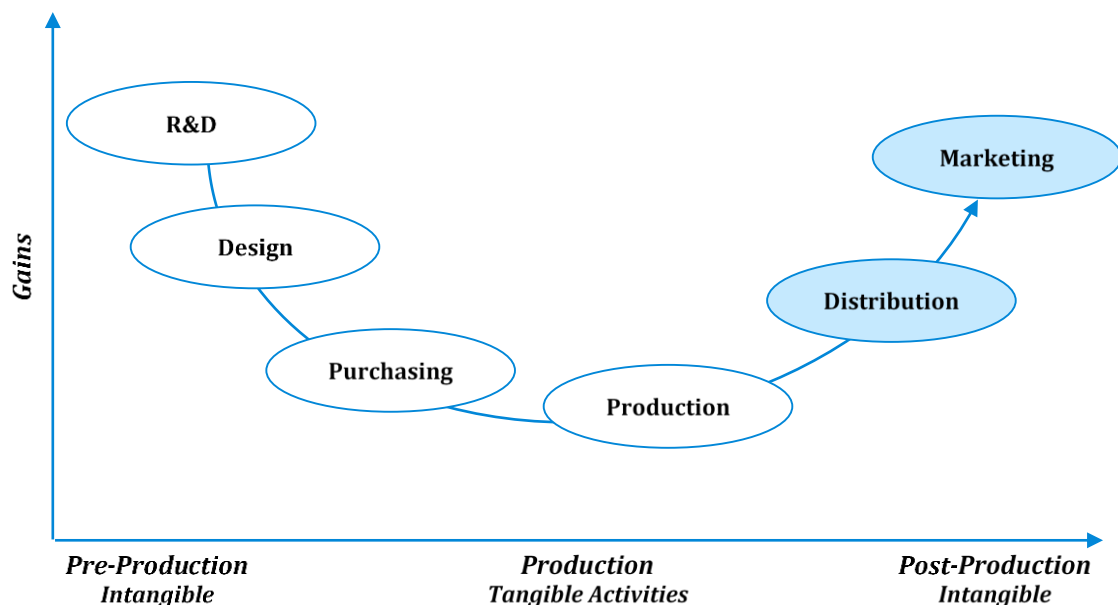 R&D
Marketing
Design
Distribution
Purchasing
Production
Gains
Pre-Production
Intangible
Production
Tangible Activities
Post-Production
Intangible